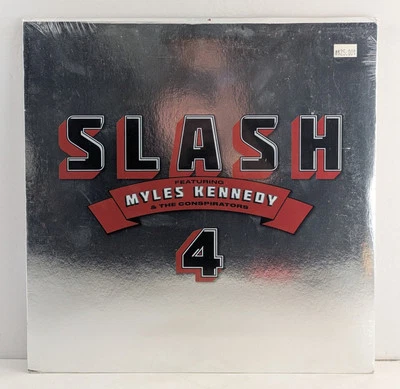 SLASH
FEATURING
MYLES KENNEDY
& THE CONSPIRATORS
4